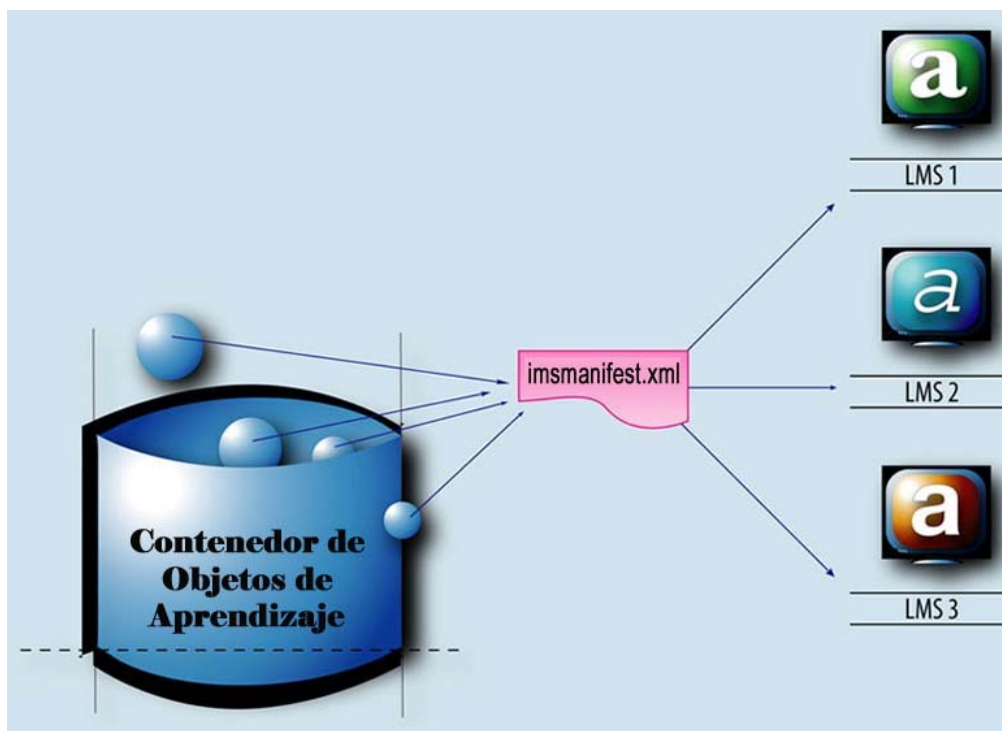 a
LMS 1
a
LMS 2
imsmanifest.xml
a
LMS 3
Contenedor de
Objetos de
Aprendizaje